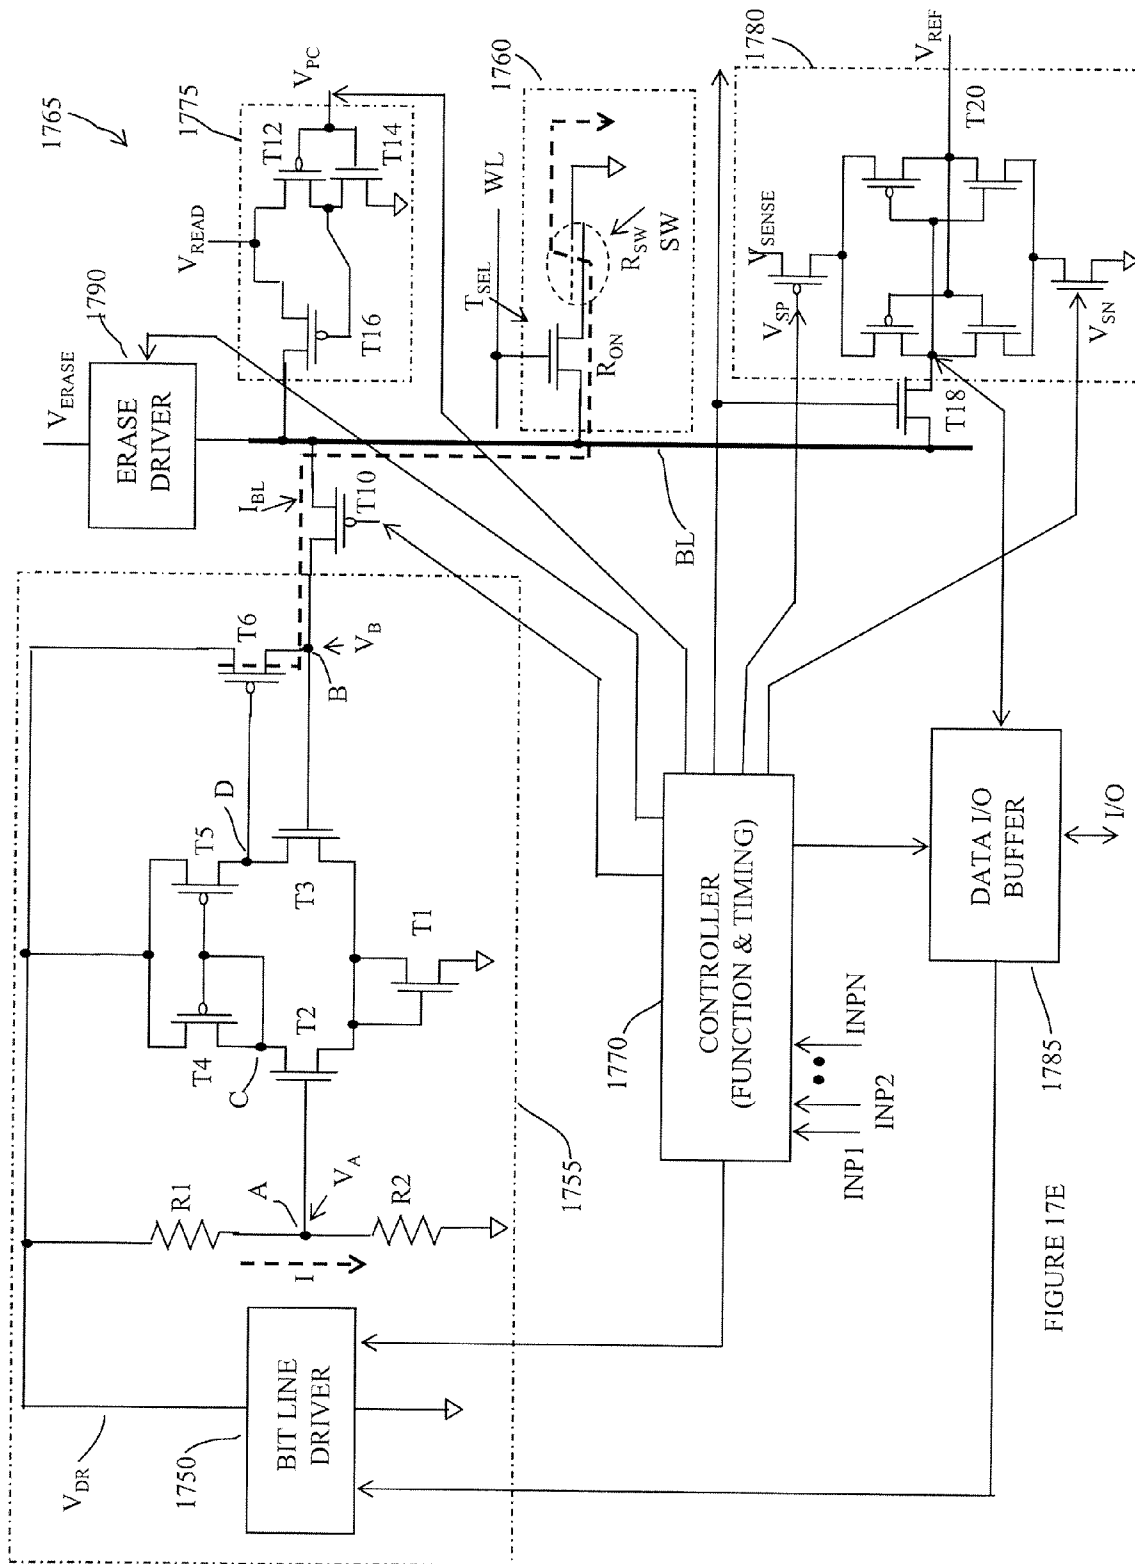 1765
1790
V_ERASE
ERASE
DRIVER
1775
V_READ
V_PC
T12
T14
T16
1760
WL
T_SEL
R_SW
SW
R_ON
1780
V_REF
V_SENSE
V_SP
T20
V_SN
T18
I_BL
T10
BL
V_DR
1750
BIT LINE
DRIVER
I
A
V_A
R1
R2
T4
C
T2
T5
D
T3
T1
T6
B
V_B
1755
1770
CONTROLLER
(FUNCTION & TIMING)
INP1
INP2
INPN
DATA I/O
BUFFER
1785
I/O
FIGURE 17E